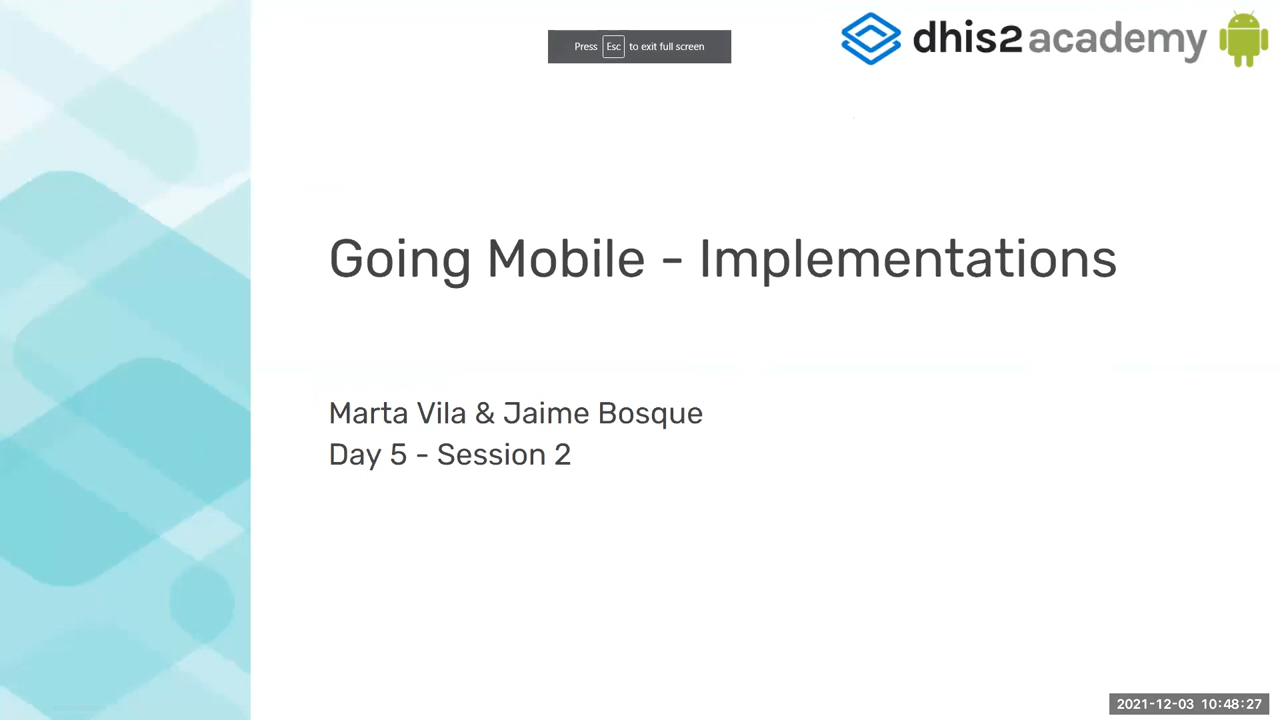 Press Esc to exit full screen
dhis2 academy
Going Mobile - Implementations
Marta Vila & Jaime Bosque
Day 5 - Session 2
2021-12-03 10:48:27